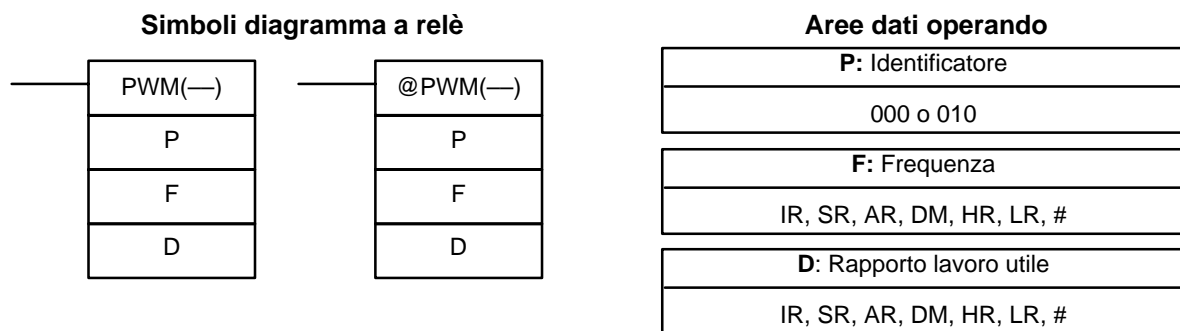 Simboli diagramma a relè
PWM(—)
P
F
D
@PWM(—)
P
F
D
Aree dati operando
P: Identificatore
000 o 010
F: Frequenza
IR, SR, AR, DM, HR, LR, #
D: Rapporto lavoro utile
IR, SR, AR, DM, HR, LR, #